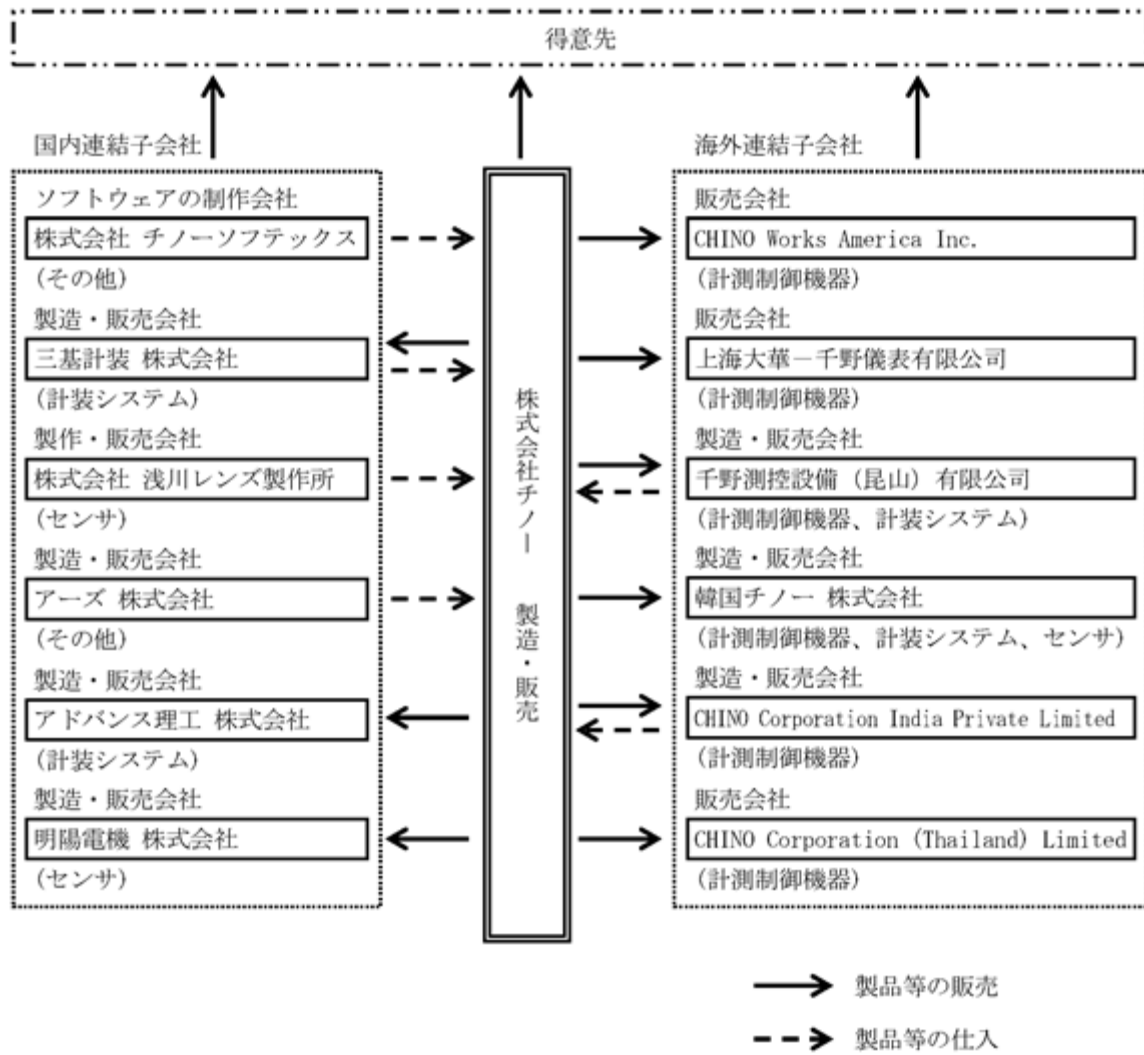 得意先
国内連結子会社
ソフトウェアの制作会社
株式会社 チノーソフテックス
(その他)
製造・販売会社
三基計装 株式会社
(計装システム)
製作・販売会社
株式会社 浅川レンズ製作所
(センサ)
製造・販売会社
アーズ 株式会社
(その他)
製造・販売会社
アドバンス理工 株式会社
(計装システム)
製造・販売会社
明陽電機 株式会社
(センサ)
株式会社チノー 製造・販売
海外連結子会社
販売会社
CHINO Works America Inc.
(計測制御機器)
販売会社
上海大華－千野儀表有限公司
(計測制御機器)
製造・販売会社
千野測控設備 (昆山) 有限公司
(計測制御機器、計装システム)
製造・販売会社
韓国チノー 株式会社
(計測制御機器、計装システム、センサ)
製造・販売会社
CHINO Corporation India Private Limited
(計測制御機器)
販売会社
CHINO Corporation (Thailand) Limited
(計測制御機器)
製品等の販売
製品等の仕入